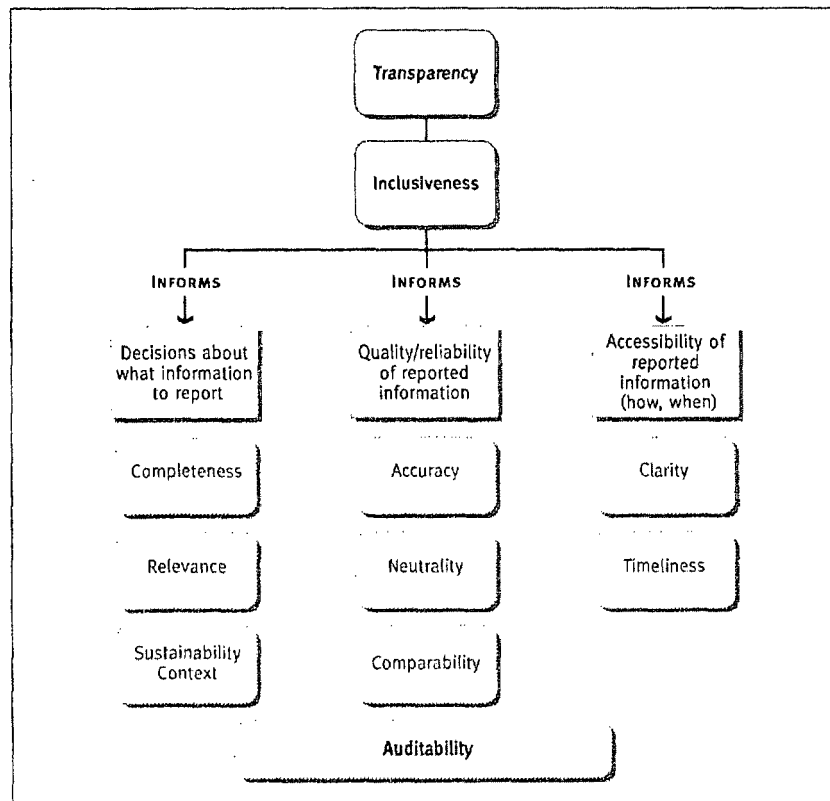 Transparency
Inclusiveness
INFORMS
INFORMS
INFORMS
Decisions about
what information
to report
Quality/reliability
of reported
information
Accessibility of
reported
information
(how, when)
Completeness
Accuracy
Clarity
Relevance
Neutrality
Timeliness
Sustainability
Context
Comparability
Auditability